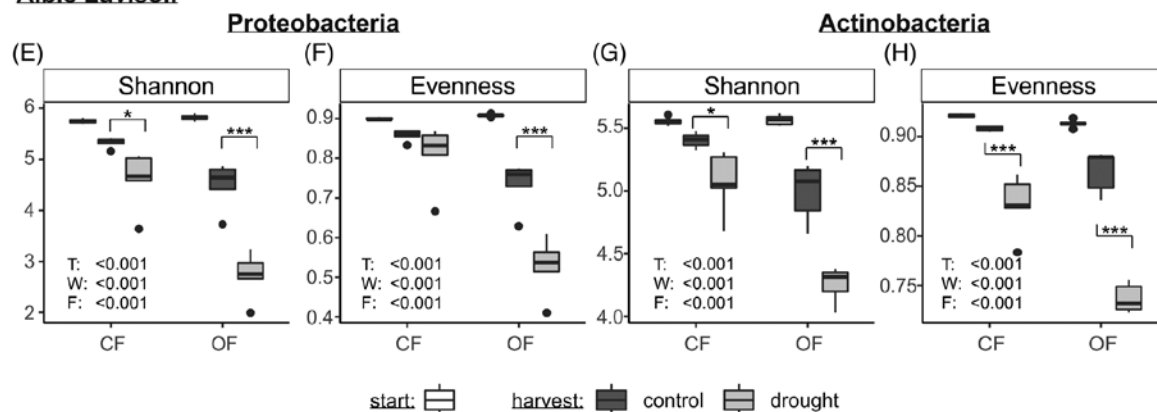 Proteobacteria Actinobacteria
(E) (F) (G) (H)
Shannon Evenness Shannon Evenness
6
5
4
3
2
* ***
T: <0.001
W: <0.001
F: <0.001
CF OF
0.9
0.8
0.7
0.6
0.5
0.4
***
T: <0.001
W: <0.001
F: <0.001
CF OF
5.5
5.0
4.5
4.0
* ***
T: <0.001
W: <0.001
F: <0.001
CF OF
0.90
0.85
0.80
0.75
*** ***
T: <0.001
W: <0.001
F: <0.001
CF OF
start: harvest: control drought